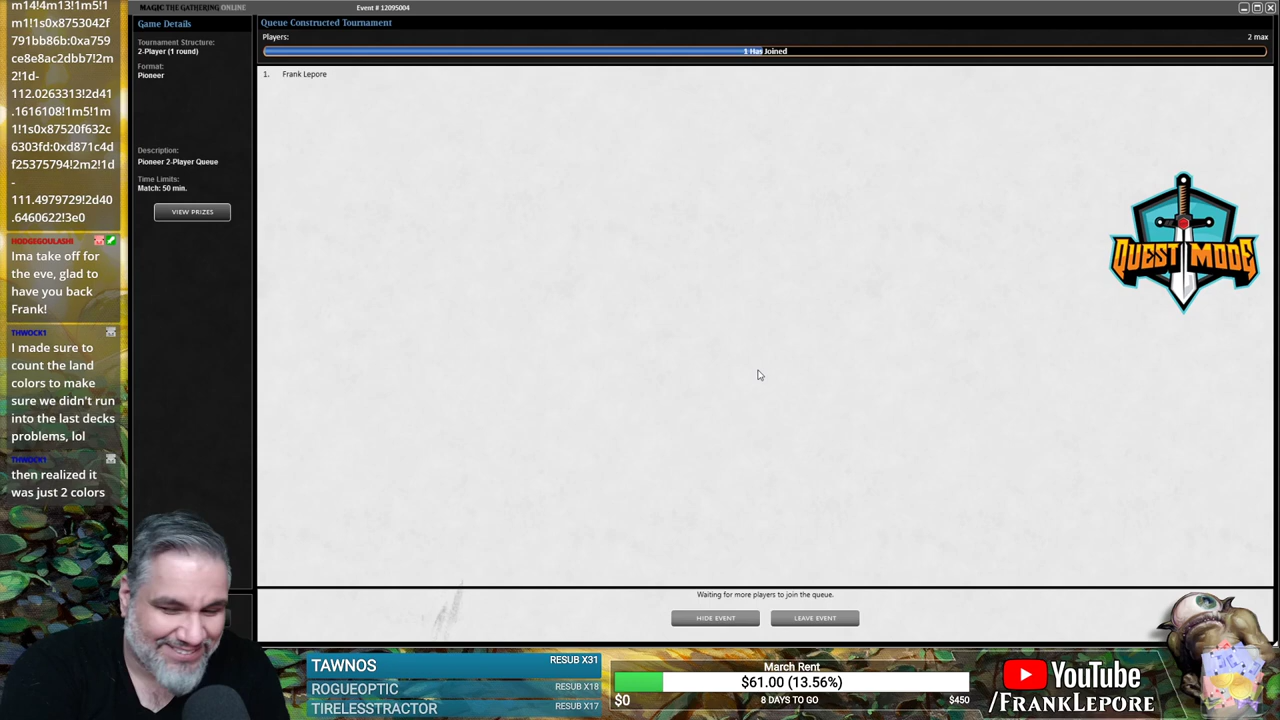 m14!4m13!1m5!1
m1!1s0x873502f
791bb86b:0xa759
ce8e8ac2dbb7!2m
2!1d-
112.0263313!2d41
.1616108!1m5!1m
1!1s0x87520f632c
6303fd:0xd871c4d
f25375794!2m2!1d
-
111.4979729!2d40
.6460622!3e0
HODGEGOULASH
Ima take off for
the eve, glad to
have you back
Frank!
THWOCK1
I made sure to
count the land
colors to make
sure we didn't run
into the last decks
problems, lol
THWOCK1
then realized it
was just 2 colors
MAGIC THE GATHERING ONLINE
Event # 12095004
Game Details
Tournament Structure:
2-Player (1 round)
Format:
Pioneer
Description:
Pioneer 2-Player Queue
Time Limits:
Match: 50 min.
VIEW PRIZES
Queue Constructed Tournament
Players:
1 Has Joined
2 max
1. Frank Lepore
QUEST MODE
Waiting for more players to join the queue.
HIDE EVENT
LEAVE EVENT
TAWNOS RESUB X31
ROGUEOPTIC RESUB X18
TIRELESSTRACTOR RESUB X17
March Rent
$61.00 (13.56%)
$0 8 DAYS TO GO $450
YouTube
/FRANKLEPORE